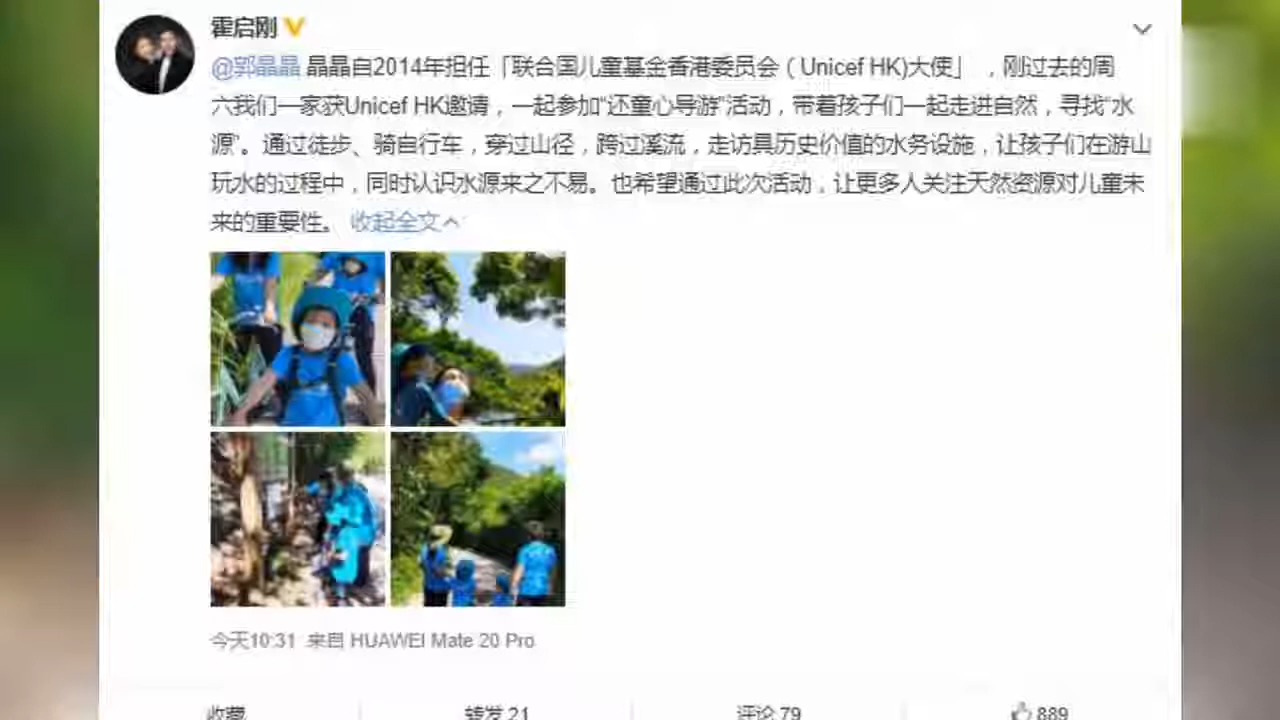 霍启刚
@郭晶晶 晶晶自2014年担任「联合国儿童基金香港委员会（Unicef HK)大使」，刚过去的周
六我们一家获Unicef HK邀请，一起参加“还童心导游”活动，带着孩子们一起走进自然，寻找“水
源”。通过徒步、骑自行车，穿过山径，跨过溪流，走访具历史价值的水务设施，让孩子们在游山
玩水的过程中，同时认识水源来之不易。也希望通过此次活动，让更多人关注天然资源对儿童未
来的重要性。 收起全文
今天10:31 来自 HUAWEI Mate 20 Pro
收藏 转发 21 评论 79 889